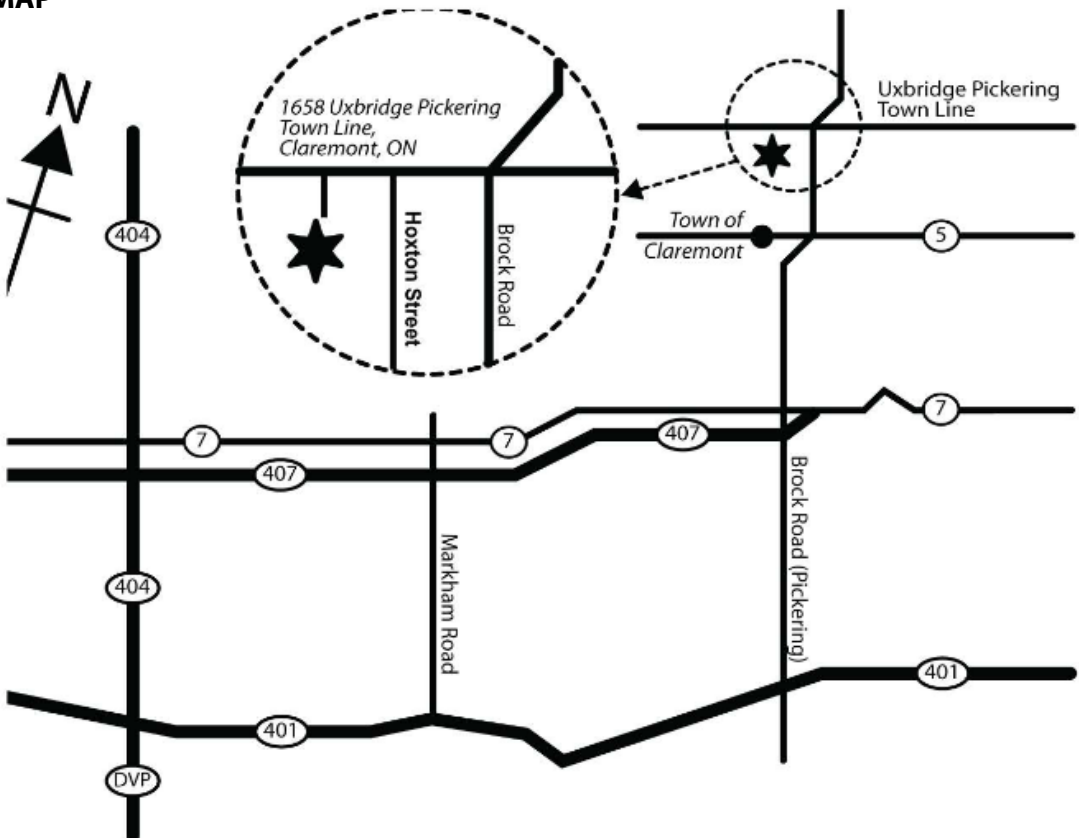 MAP
N
1658 Uxbridge Pickering
Town Line,
Claremont, ON
Hoxton Street
Brock Road
Uxbridge Pickering
Town Line
Town of
Claremont
5
404
7
7
7
407
407
Markham Road
Brock Road (Pickering)
404
401
401
DVP